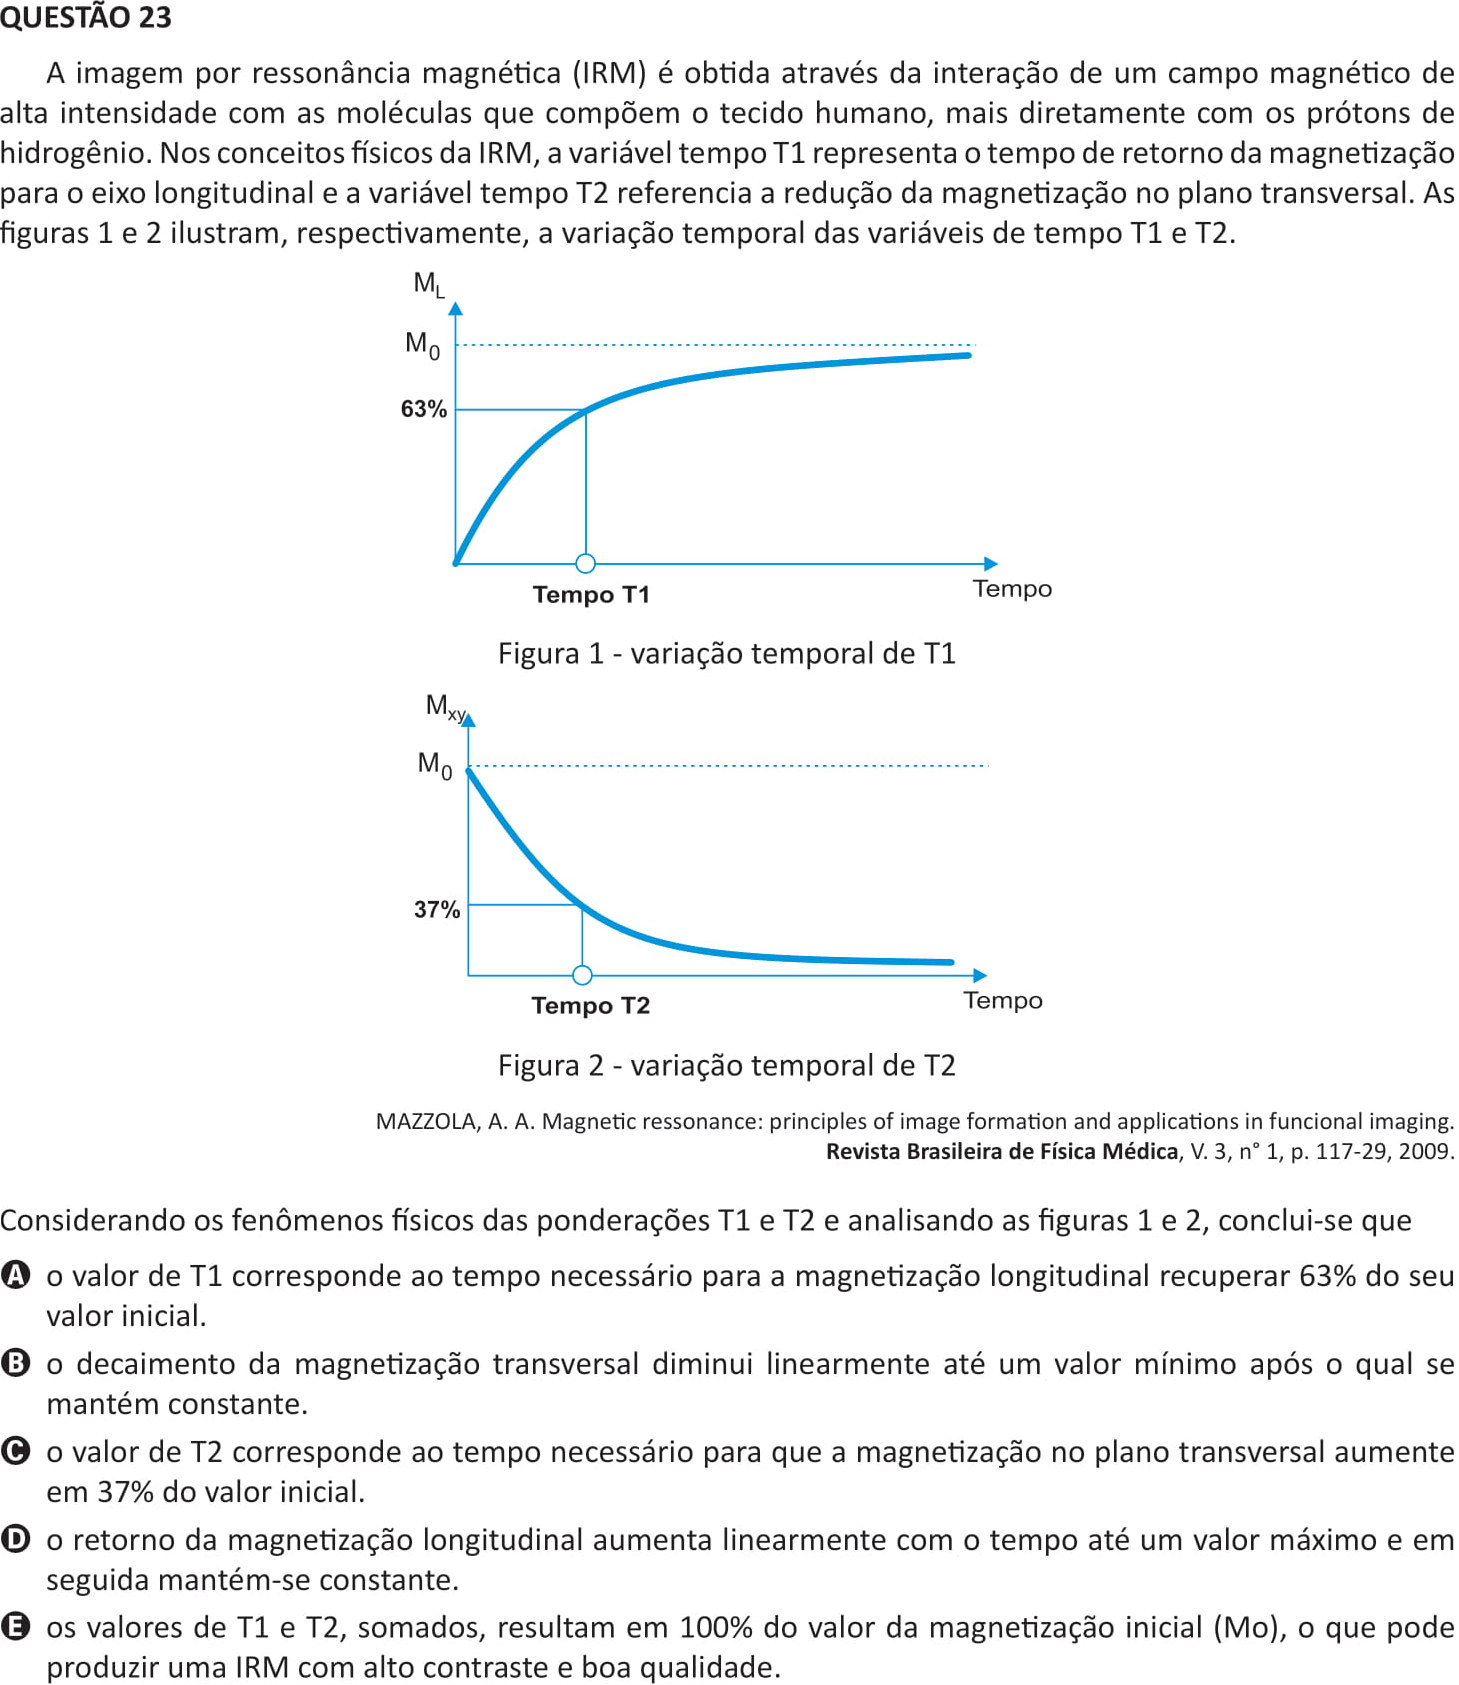 QUESTÃO 23
A imagem por ressonância magnética (IRM) é obtida através da interação de um campo magnético de
alta intensidade com as moléculas que compõem o tecido humano, mais diretamente com os prótons de
hidrogênio. Nos conceitos físicos da IRM, a variável tempo T1 representa o tempo de retorno da magnetização
para o eixo longitudinal e a variável tempo T2 referencia a redução da magnetização no plano transversal. As
figuras 1 e 2 ilustram, respectivamente, a variação temporal das variáveis de tempo T1 e T2.
M_L
M_0
63%
Tempo T1
Tempo
Figura 1 - variação temporal de T1
M_xy
M_0
37%
Tempo T2
Tempo
Figura 2 - variação temporal de T2
MAZZOLA, A. A. Magnetic ressonance: principles of image formation and applications in funcional imaging.
Revista Brasileira de Física Médica, V. 3, n° 1, p. 117-29, 2009.
Considerando os fenômenos físicos das ponderações T1 e T2 e analisando as figuras 1 e 2, conclui-se que
A o valor de T1 corresponde ao tempo necessário para a magnetização longitudinal recuperar 63% do seu
valor inicial.
B o decaimento da magnetização transversal diminui linearmente até um valor mínimo após o qual se
mantém constante.
C o valor de T2 corresponde ao tempo necessário para que a magnetização no plano transversal aumente
em 37% do valor inicial.
D o retorno da magnetização longitudinal aumenta linearmente com o tempo até um valor máximo e em
seguida mantém-se constante.
E os valores de T1 e T2, somados, resultam em 100% do valor da magnetização inicial (Mo), o que pode
produzir uma IRM com alto contraste e boa qualidade.